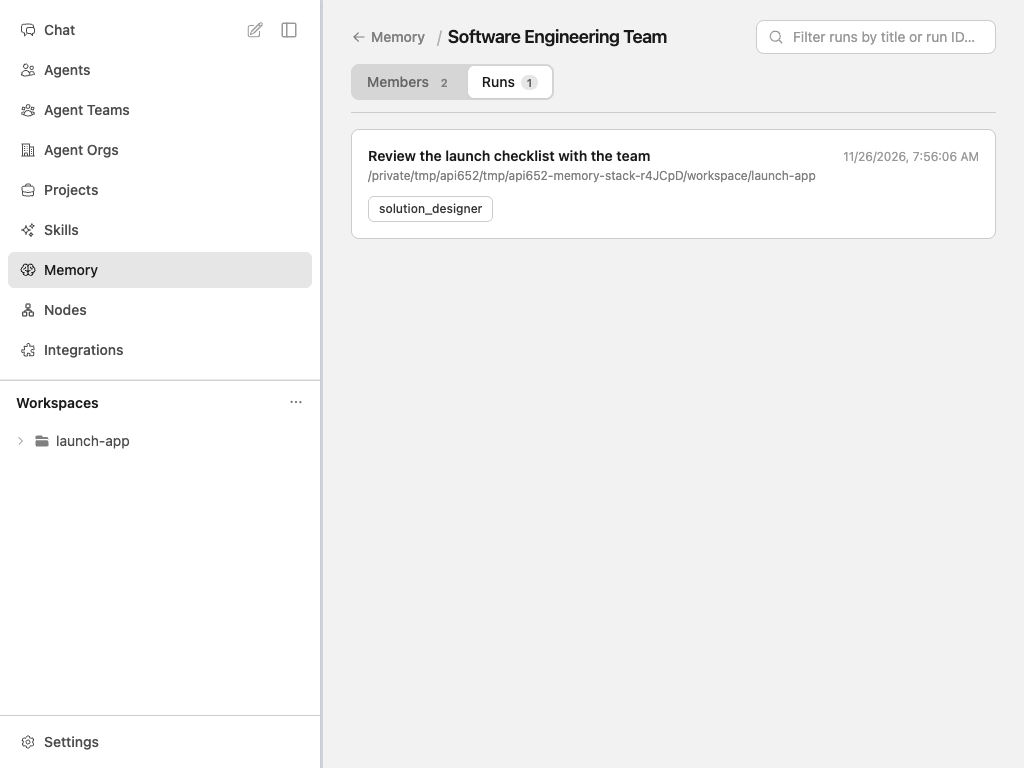 Chat
Agents
Agent Teams
Agent Orgs
Projects
Skills
Memory
Nodes
Integrations
Workspaces
launch-app
Settings
Memory / Software Engineering Team
Filter runs by title or run ID...
Members 2
Runs 1
Review the launch checklist with the team
11/26/2026, 7:56:06 AM
/private/tmp/api652/tmp/api652-memory-stack-r4JCpD/workspace/launch-app
solution_designer